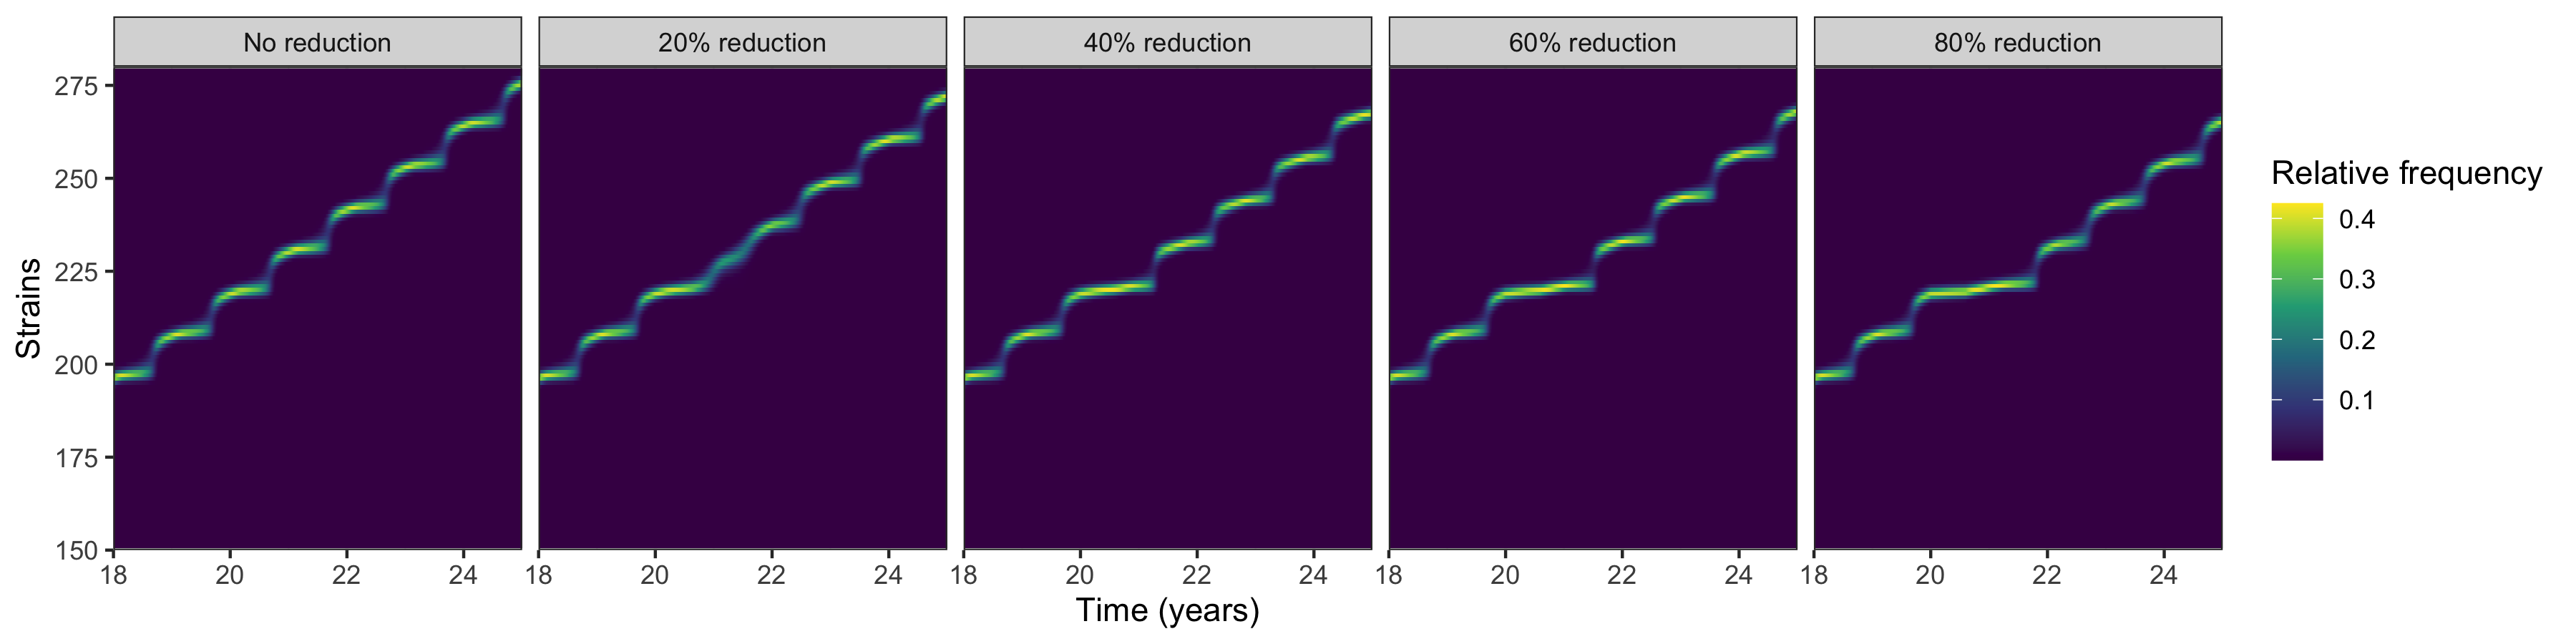 No reduction
20% reduction
40% reduction
60% reduction
80% reduction
Strains
275
250
225
200
175
150
18 20 22 24
18 20 22 24
18 20 22 24
18 20 22 24
18 20 22 24
Time (years)
Relative frequency
0.4
0.3
0.2
0.1